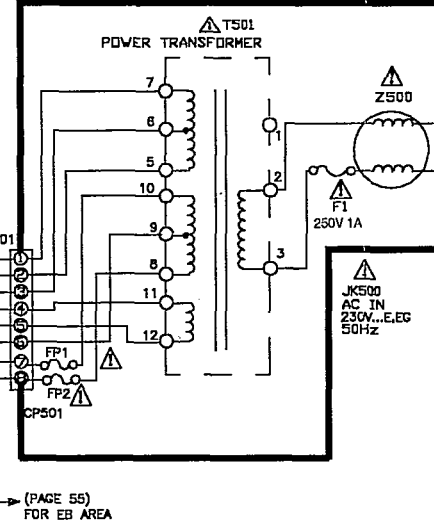 T501
POWER TRANSFORMER
7
6
5
10
9
8
11
12
1
2
3
Z500
F1
250V 1A
01
1
2
3
4
5
6
7
8
FP1
FP2
CP501
JK500
AC IN
230V...E,EG
50Hz
(PAGE 55)
FOR EB AREA